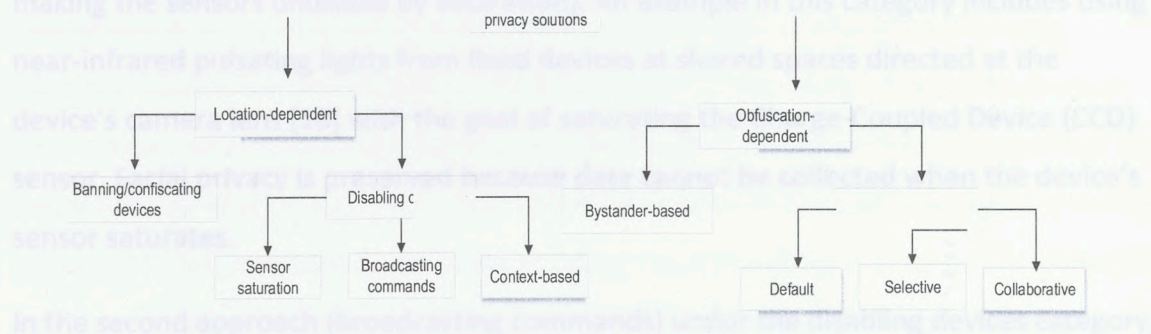 making the sensors unusable by saturation). An example in this category includes using
privacy solutions
near-infrared pulsating lights from fixed devices at shared spaces directed at the
Location-dependent
Obfuscation-
dependent
device's camera lens with the goal of saturating the Coupled Device (CCD)
Banning/confiscating
devices
Disabling
Bystander-based
sensor. Facial privacy is preserved because data cannot be collected when the device's
sensor saturates.
Sensor
saturation
Broadcasting
commands
Context-based
Default
Selective
Collaborative
In the second approach (broadcasting commands) under the disabling devices category